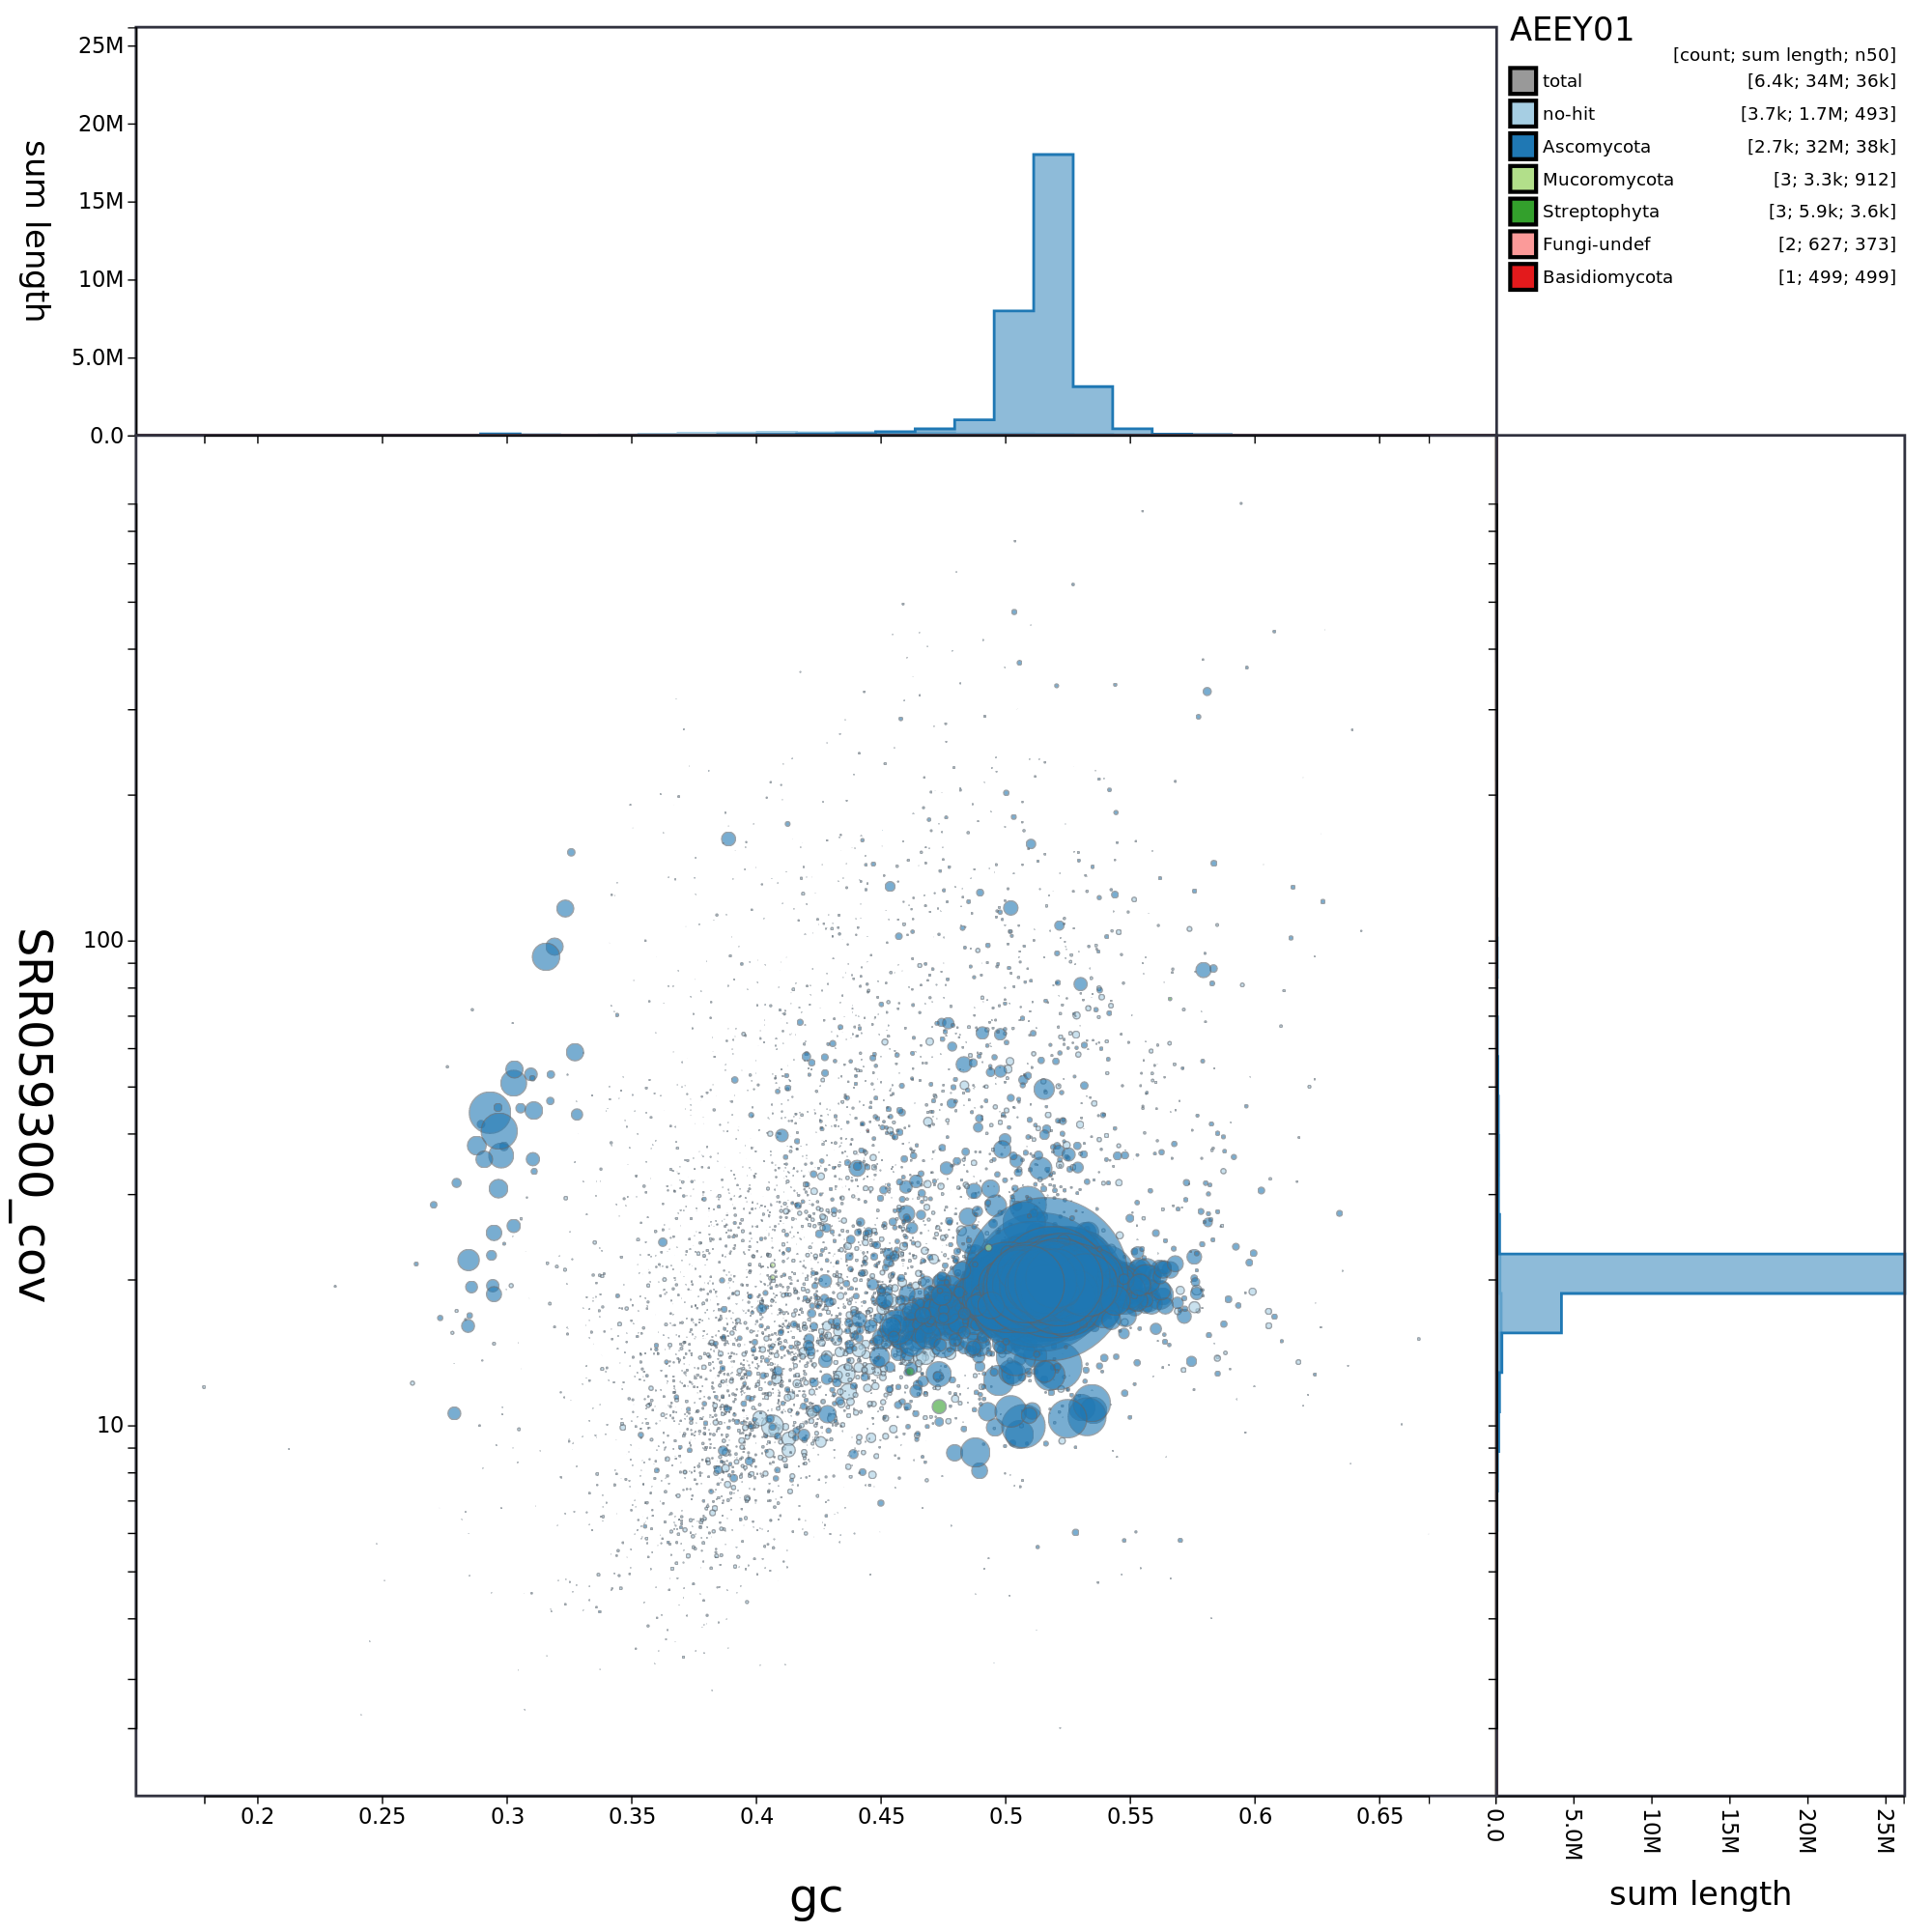 AEEY01
[count; sum length; n50]
total [6.4k; 34M; 36k]
no-hit [3.7k; 1.7M; 493]
Ascomycota [2.7k; 32M; 38k]
Mucoromycota [3; 3.3k; 912]
Streptophyta [3; 5.9k; 3.6k]
Fungi-undef [2; 627; 373]
Basidiomycota [1; 499; 499]
sum length
25M
20M
15M
10M
5.0M
0.0
SRR059300_cov
100
10
0.2 0.25 0.3 0.35 0.4 0.45 0.5 0.55 0.6 0.65
gc
0.0 5.0M 10M 15M 20M 25M
sum length